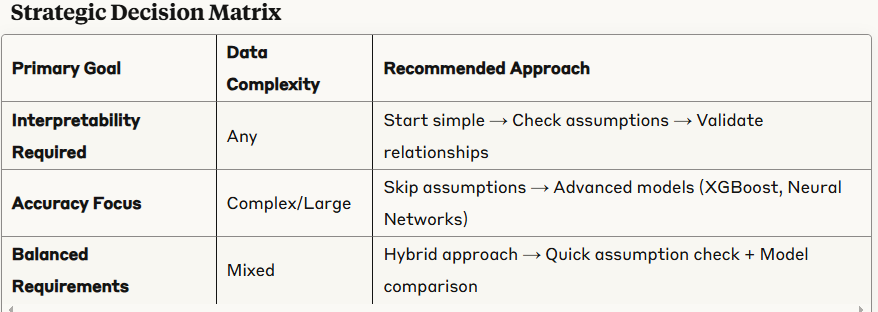 Strategic Decision Matrix
Primary Goal
Data
Complexity
Recommended Approach
Interpretability
Required
Any
Start simple → Check assumptions → Validate
relationships
Accuracy Focus
Complex/Large
Skip assumptions → Advanced models (XGBoost, Neural
Networks)
Balanced
Requirements
Mixed
Hybrid approach → Quick assumption check + Model
comparison